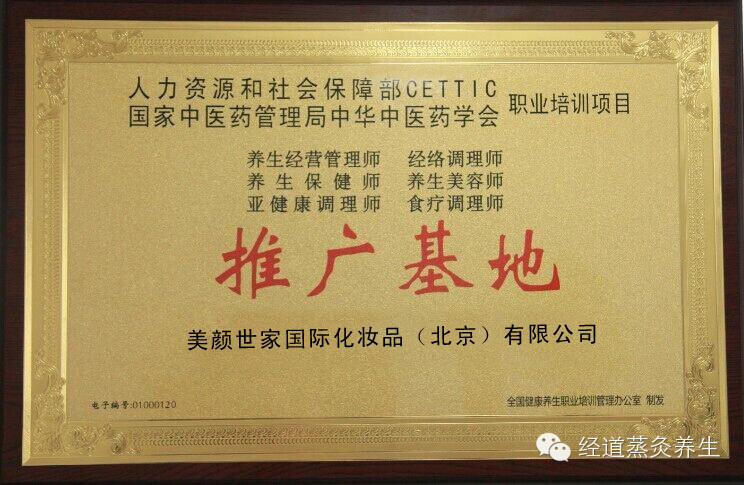 人力资源和社会保障部CETTIC
国家中医药管理局中华中医药学会
职业培训项目
养生经营管理师 经络调理师
养生保健师 养生美容师
亚健康调理师 食疗调理师
推广基地
美颜世家国际化妆品（北京）有限公司
电子编号:01000120
全国健康养生职业培训管理办公室 制发
经道蒸灸养生